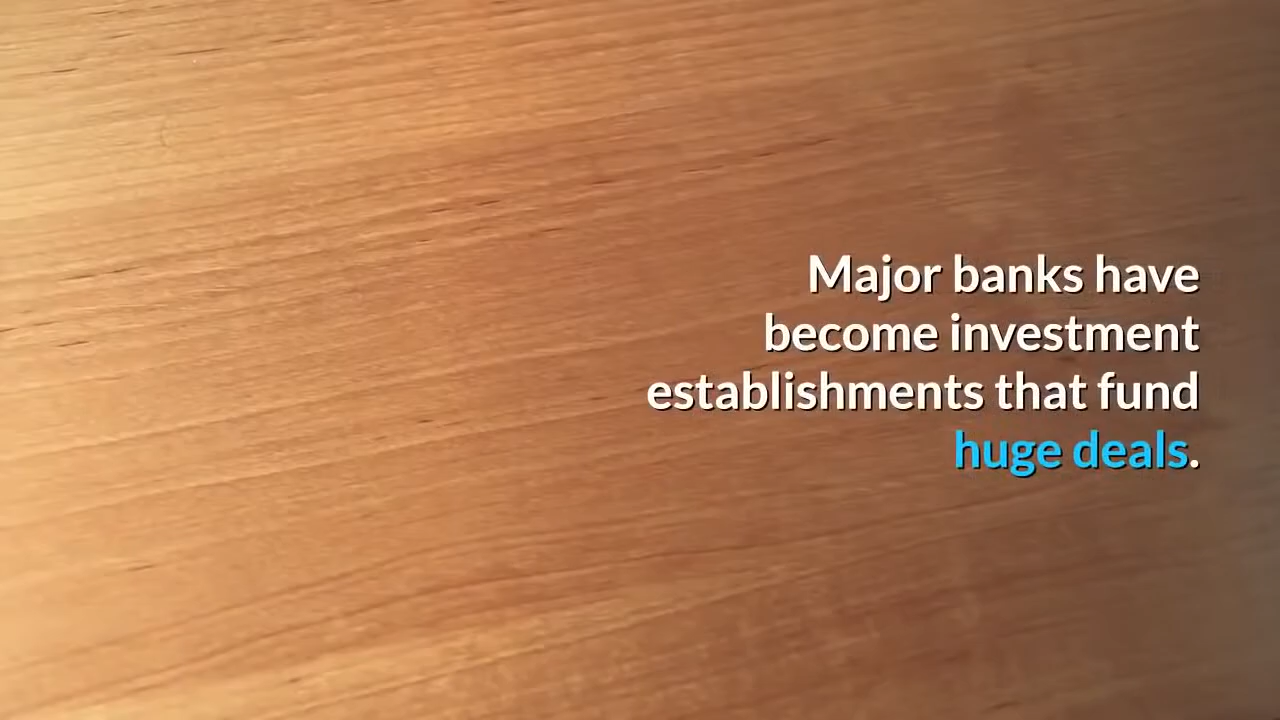 Major banks have
become investment
establishments that fund
huge deals.